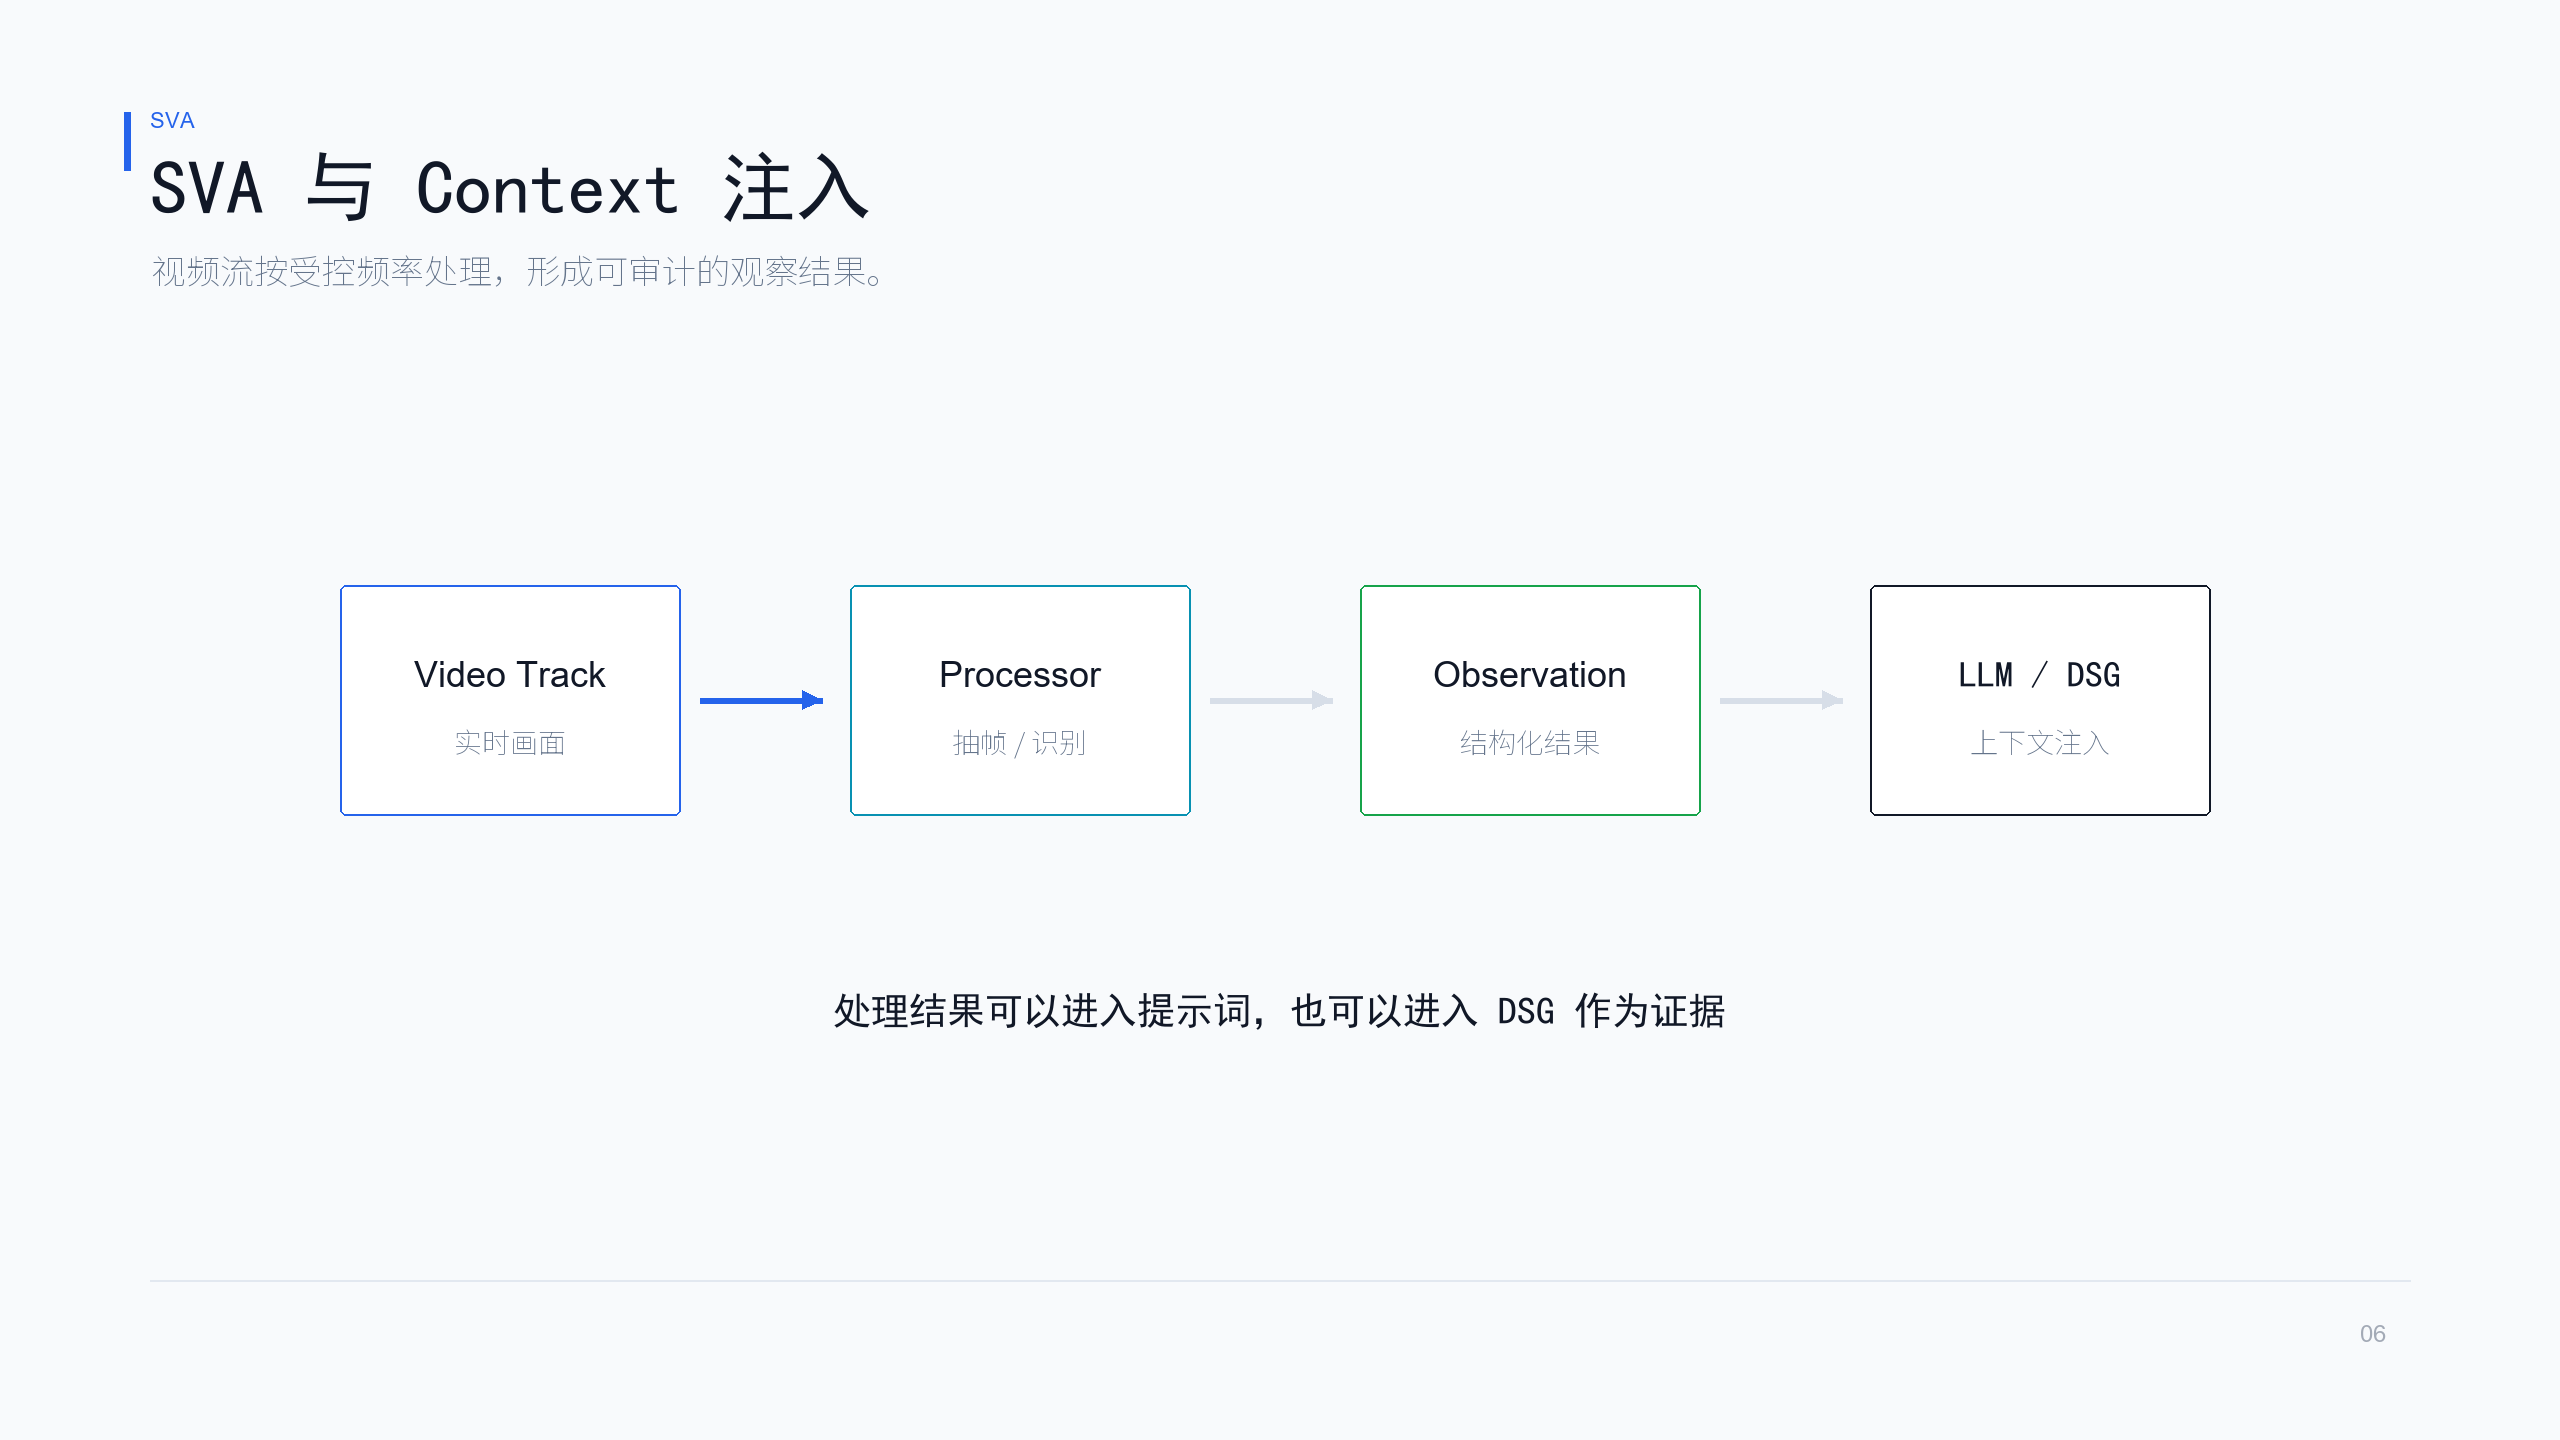 SVA
SVA 与 Context 注入
视频流按受控频率处理，形成可审计的观察结果。
Video Track
实时画面
Processor
抽帧 / 识别
Observation
结构化结果
LLM / DSG
上下文注入
处理结果可以进入提示词，也可以进入 DSG 作为证据
06